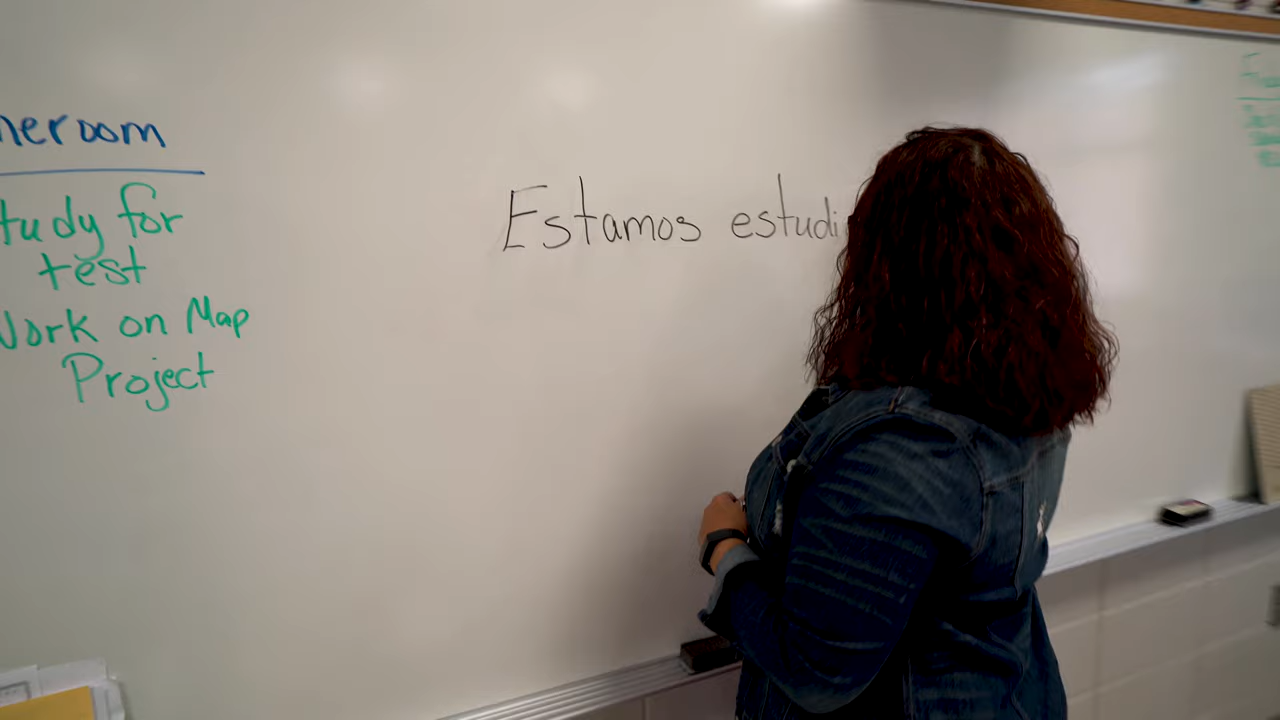 neroom
tudy for
test
Work on Map
Project
Estamos estudi